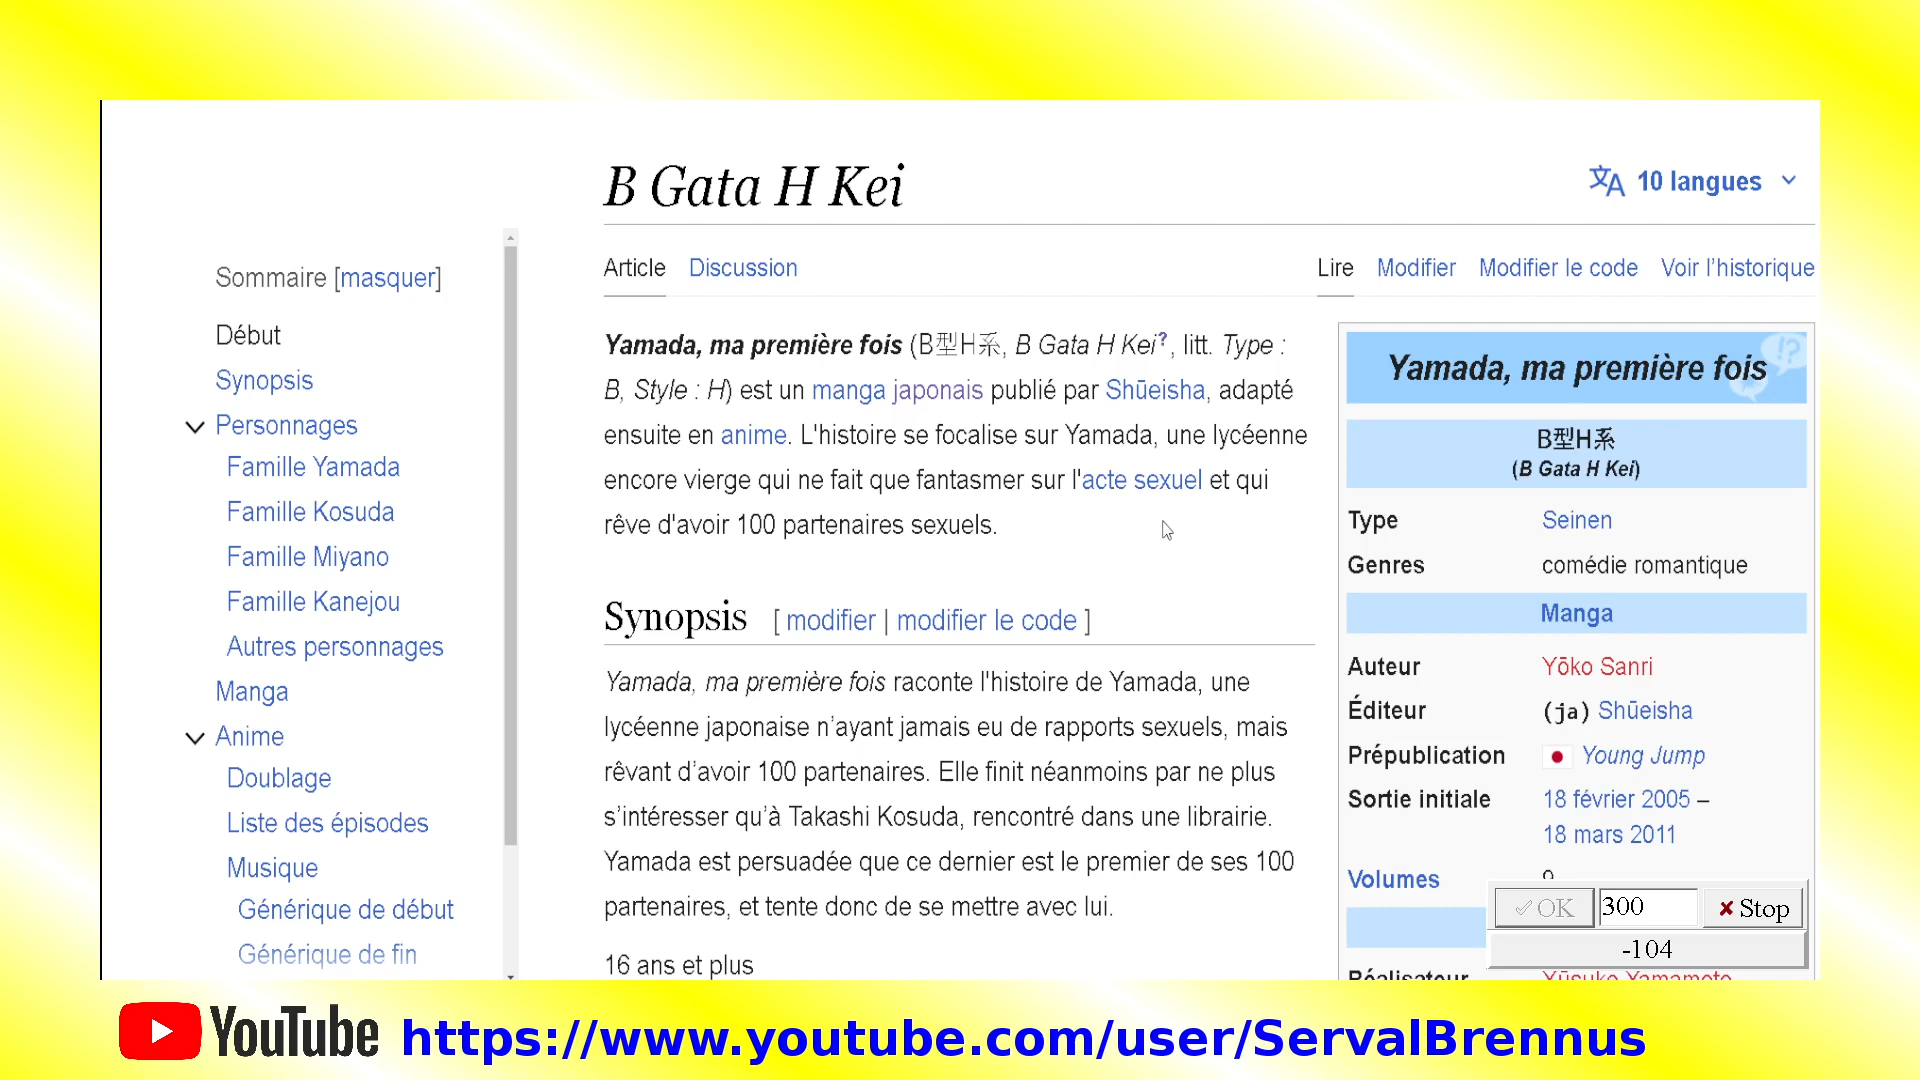 B Gata H Kei
10 langues
Sommaire [masquer]
Début
Synopsis
Personnages
Famille Yamada
Famille Kosuda
Famille Miyano
Famille Kanejou
Autres personnages
Manga
Anime
Doublage
Liste des épisodes
Musique
Générique de début
Générique de fin
Article Discussion
Lire Modifier Modifier le code Voir l'historique
Yamada, ma première fois (B型H系, B Gata H Kei?, litt. Type :
B, Style : H) est un manga japonais publié par Shūeisha, adapté
ensuite en anime. L'histoire se focalise sur Yamada, une lycéenne
encore vierge qui ne fait que fantasmer sur l'acte sexuel et qui
rêve d'avoir 100 partenaires sexuels.
Synopsis [ modifier | modifier le code ]
Yamada, ma première fois raconte l'histoire de Yamada, une
lycéenne japonaise n’ayant jamais eu de rapports sexuels, mais
rêvant d’avoir 100 partenaires. Elle finit néanmoins par ne plus
s’intéresser qu’à Takashi Kosuda, rencontré dans une librairie.
Yamada est persuadée que ce dernier est le premier de ses 100
partenaires, et tente donc de se mettre avec lui.
16 ans et plus
Yamada, ma première fois
B型H系
(B Gata H Kei)
Type Seinen
Genres comédie romantique
Manga
Auteur Yōko Sanri
Éditeur (ja) Shūeisha
Prépublication Young Jump
Sortie initiale 18 février 2005 –
18 mars 2011
Volumes 9
Réalisateur Yūsuke Yamamoto
OK 300 Stop
-104
YouTube https://www.youtube.com/user/ServalBrennus